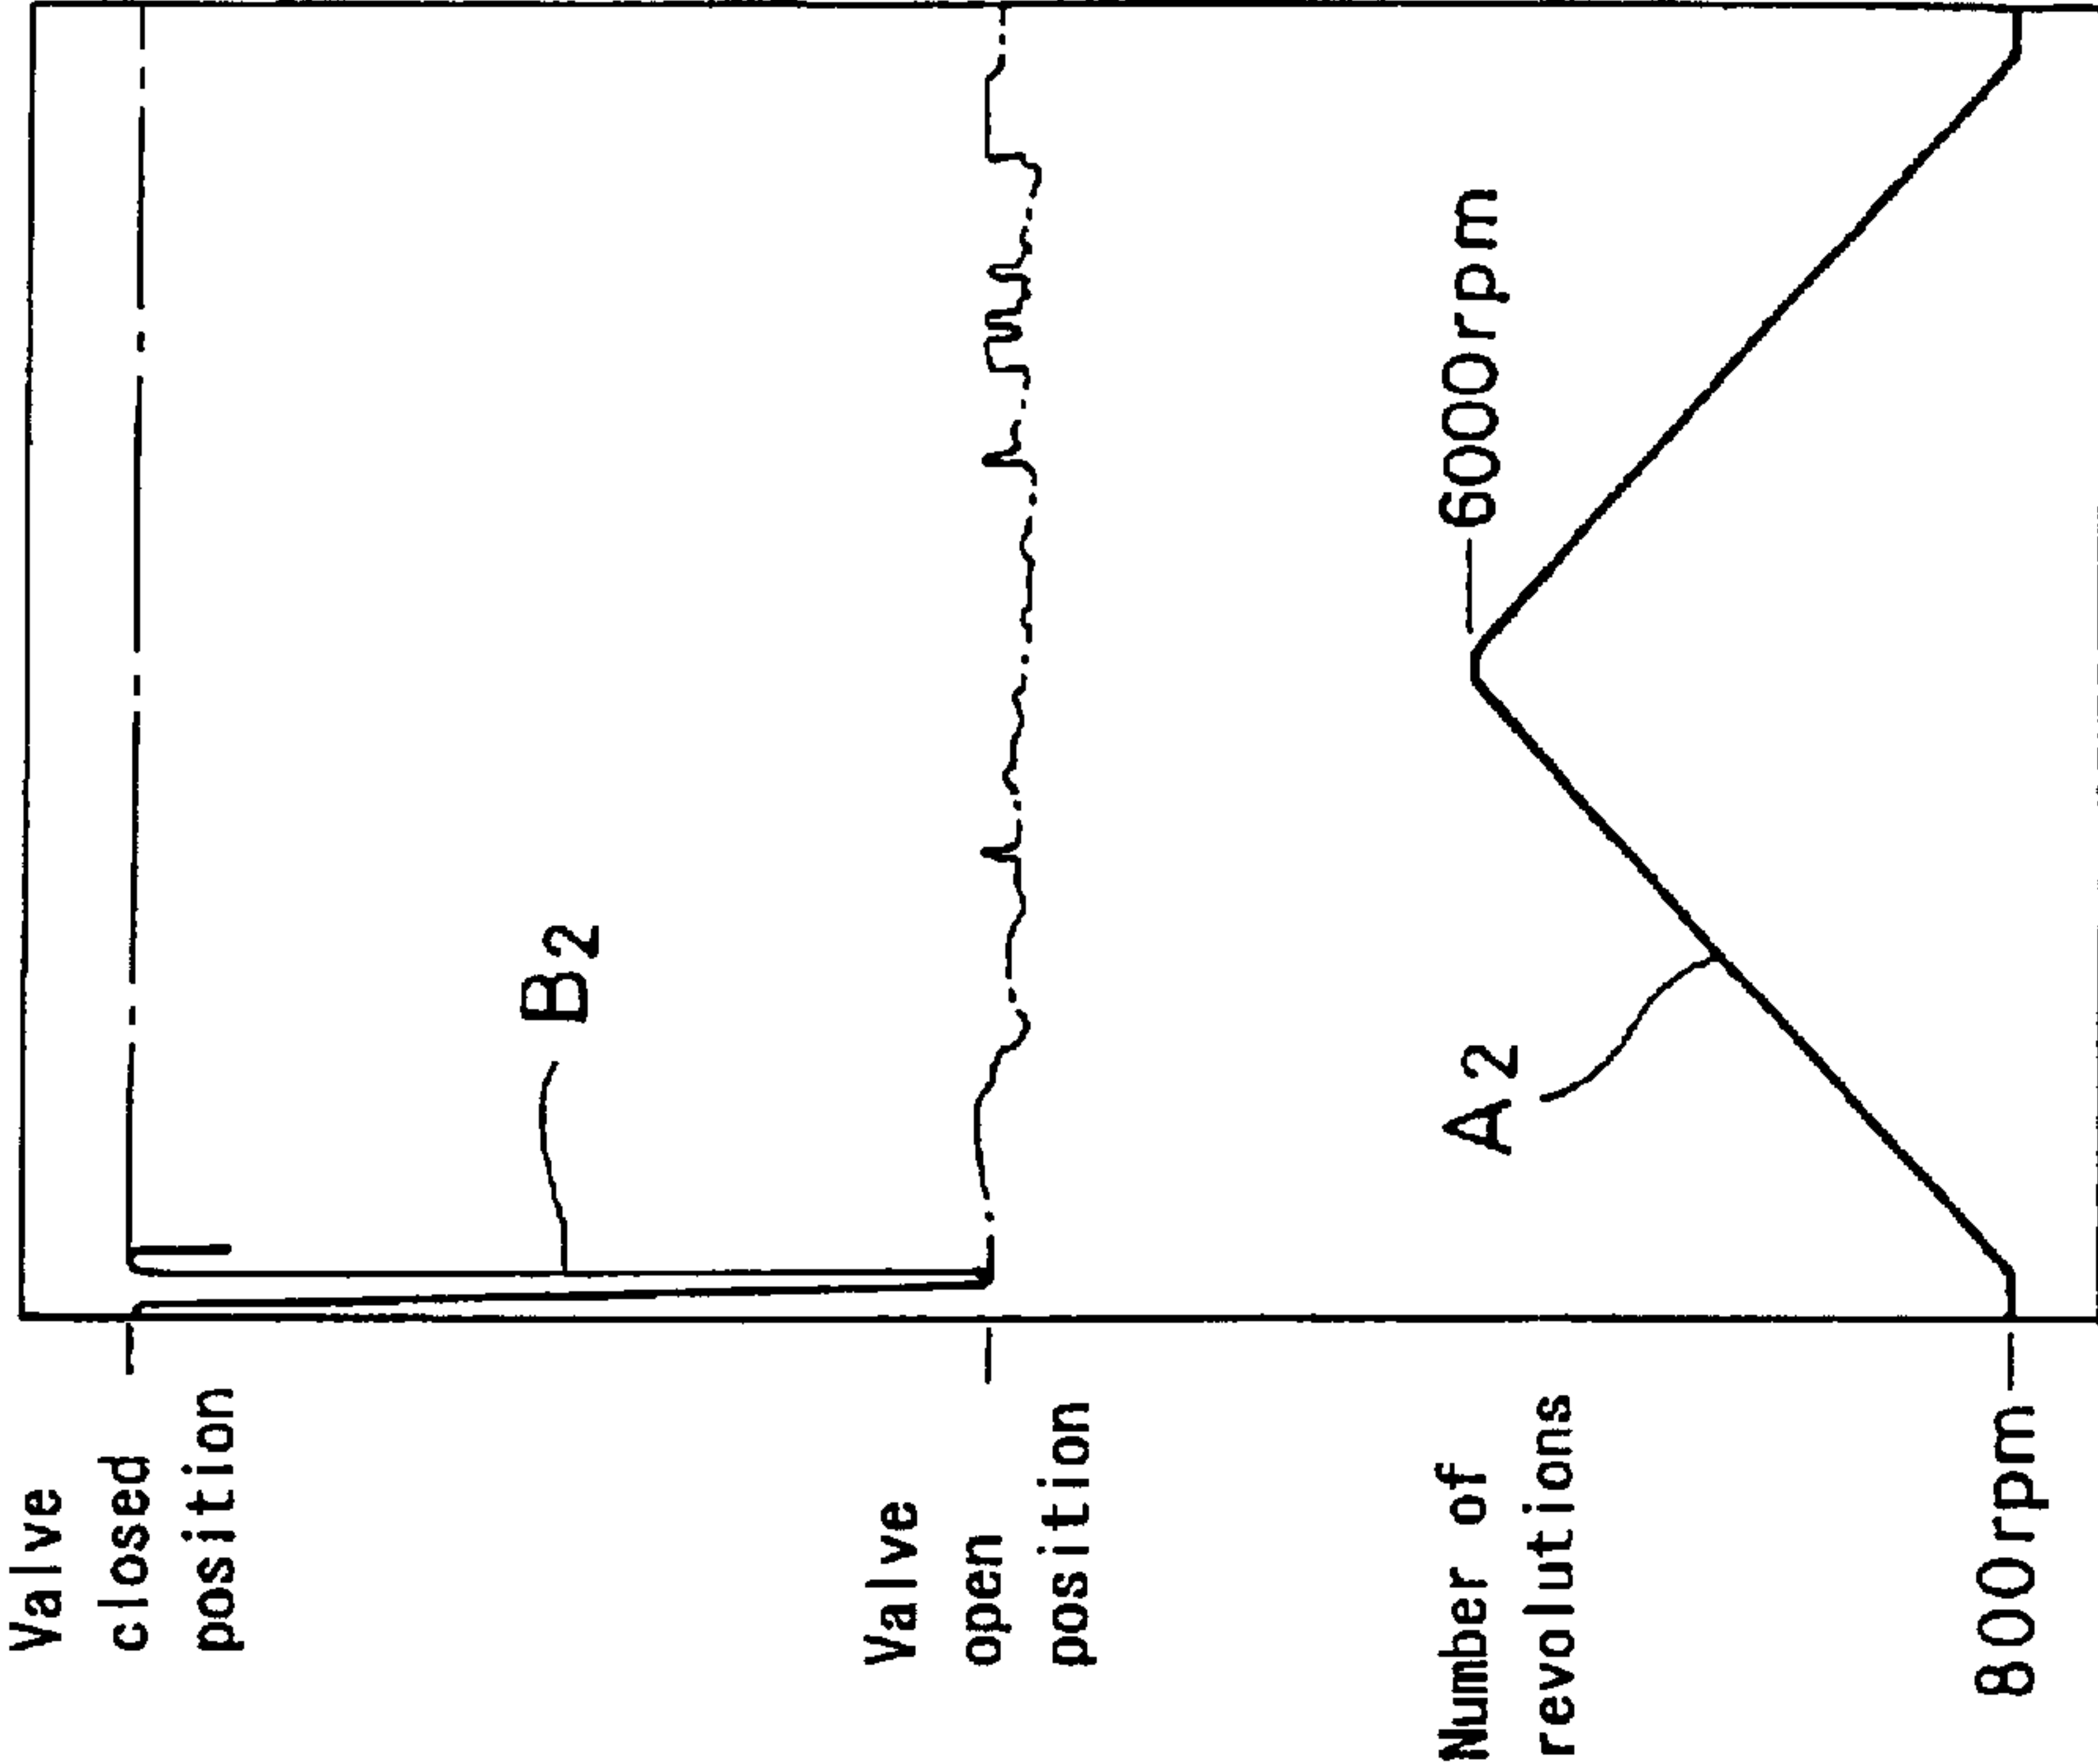 Valve
closed
position
B2
Valve
open
position
Number of
revolutions
6000rpm
A2
800rpm